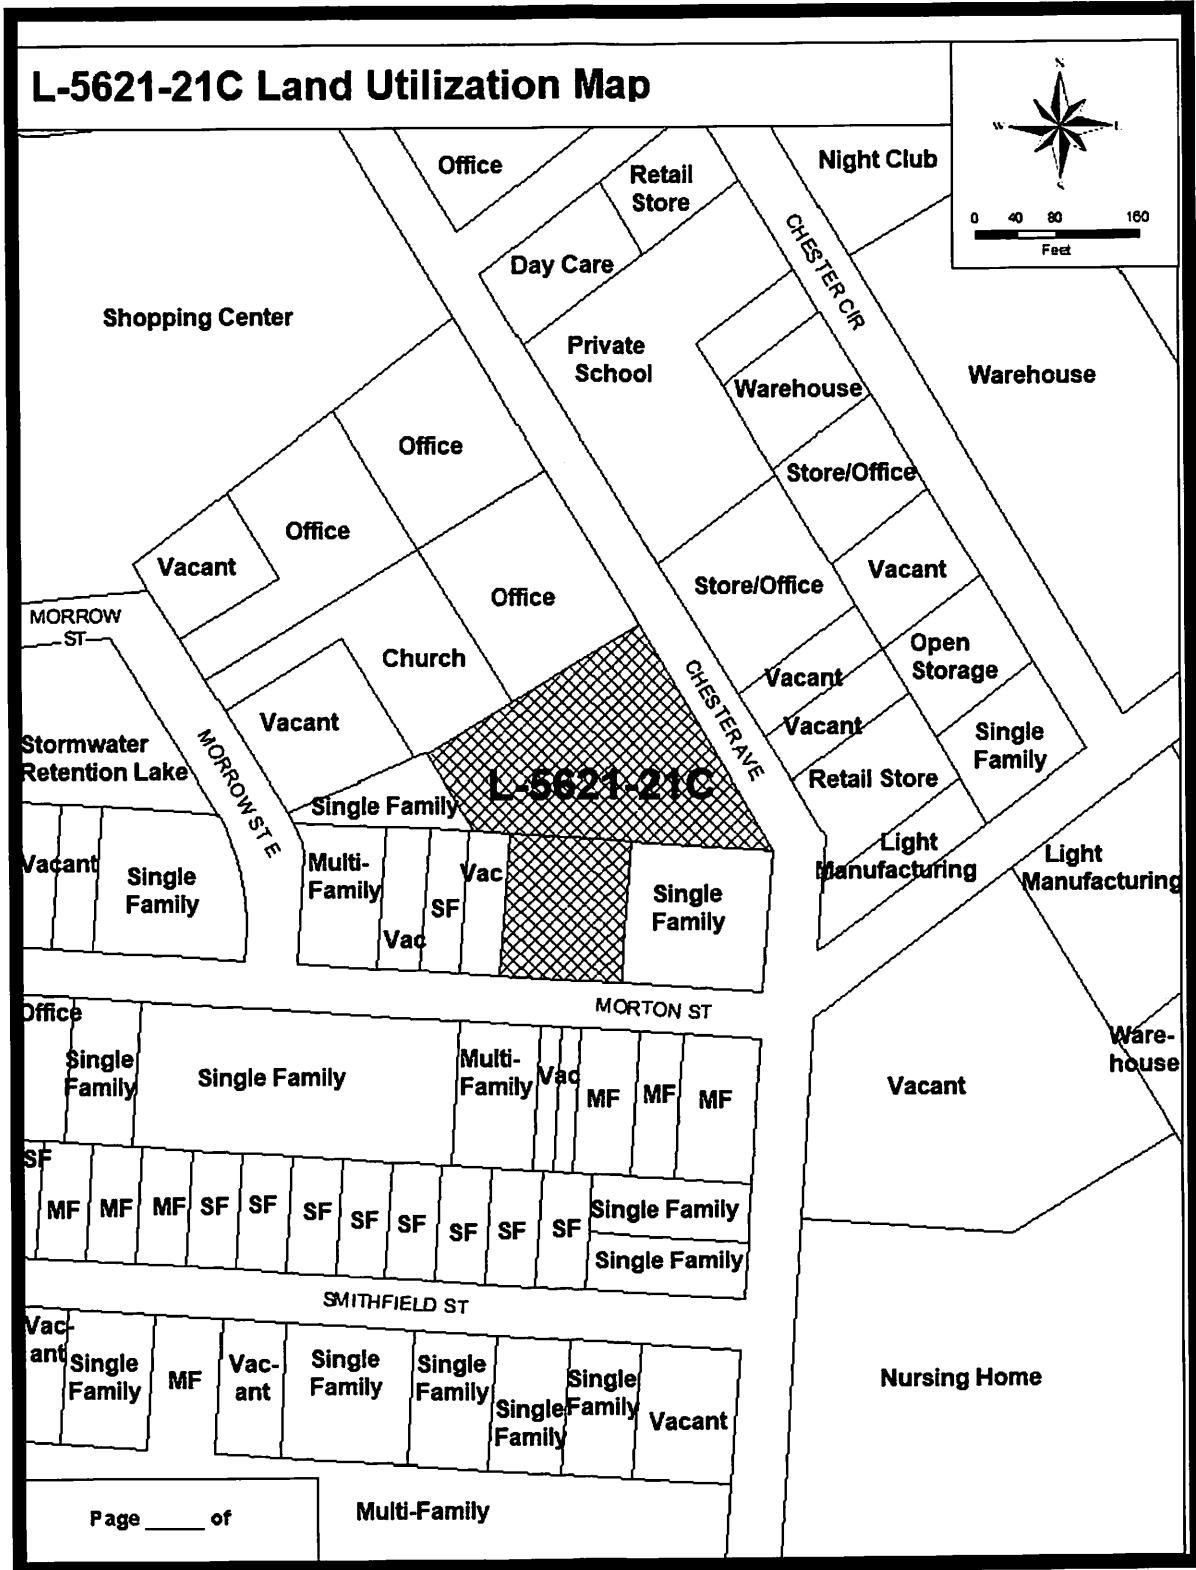 L-5621-21C Land Utilization Map
N
W
E
S
0 40 80 160
Feet
Office
Retail
Store
Night Club
Day Care
CHESTER CIR
Shopping Center
Private
School
Warehouse
Warehouse
Office
Store/Office
Office
Vacant
Vacant
Store/Office
Office
MORROW
ST
Church
Open
Storage
Vacant
CHESTER AVE
Vacant
Vacant
Single
Family
Stormwater
Retention Lake
MORROW ST E
L-5621-21C
Retail Store
Single Family
Light
Manufacturing
Light
Manufacturing
Vacant
Single
Family
Multi-
Family
Vac
SF
Vac
Single
Family
MORTON ST
Office
Single
Family
Single Family
Multi-
Family
Vac
MF
MF
MF
Vacant
Ware-
house
SF
MF
MF
MF
SF
SF
SF
SF
SF
SF
SF
SF
Single Family
Single Family
SMITHFIELD ST
Vac-
ant
Single
Family
MF
Vac-
ant
Single
Family
Single
Family
Single
Family
Single
Family
Vacant
Nursing Home
Multi-Family
Page _____ of